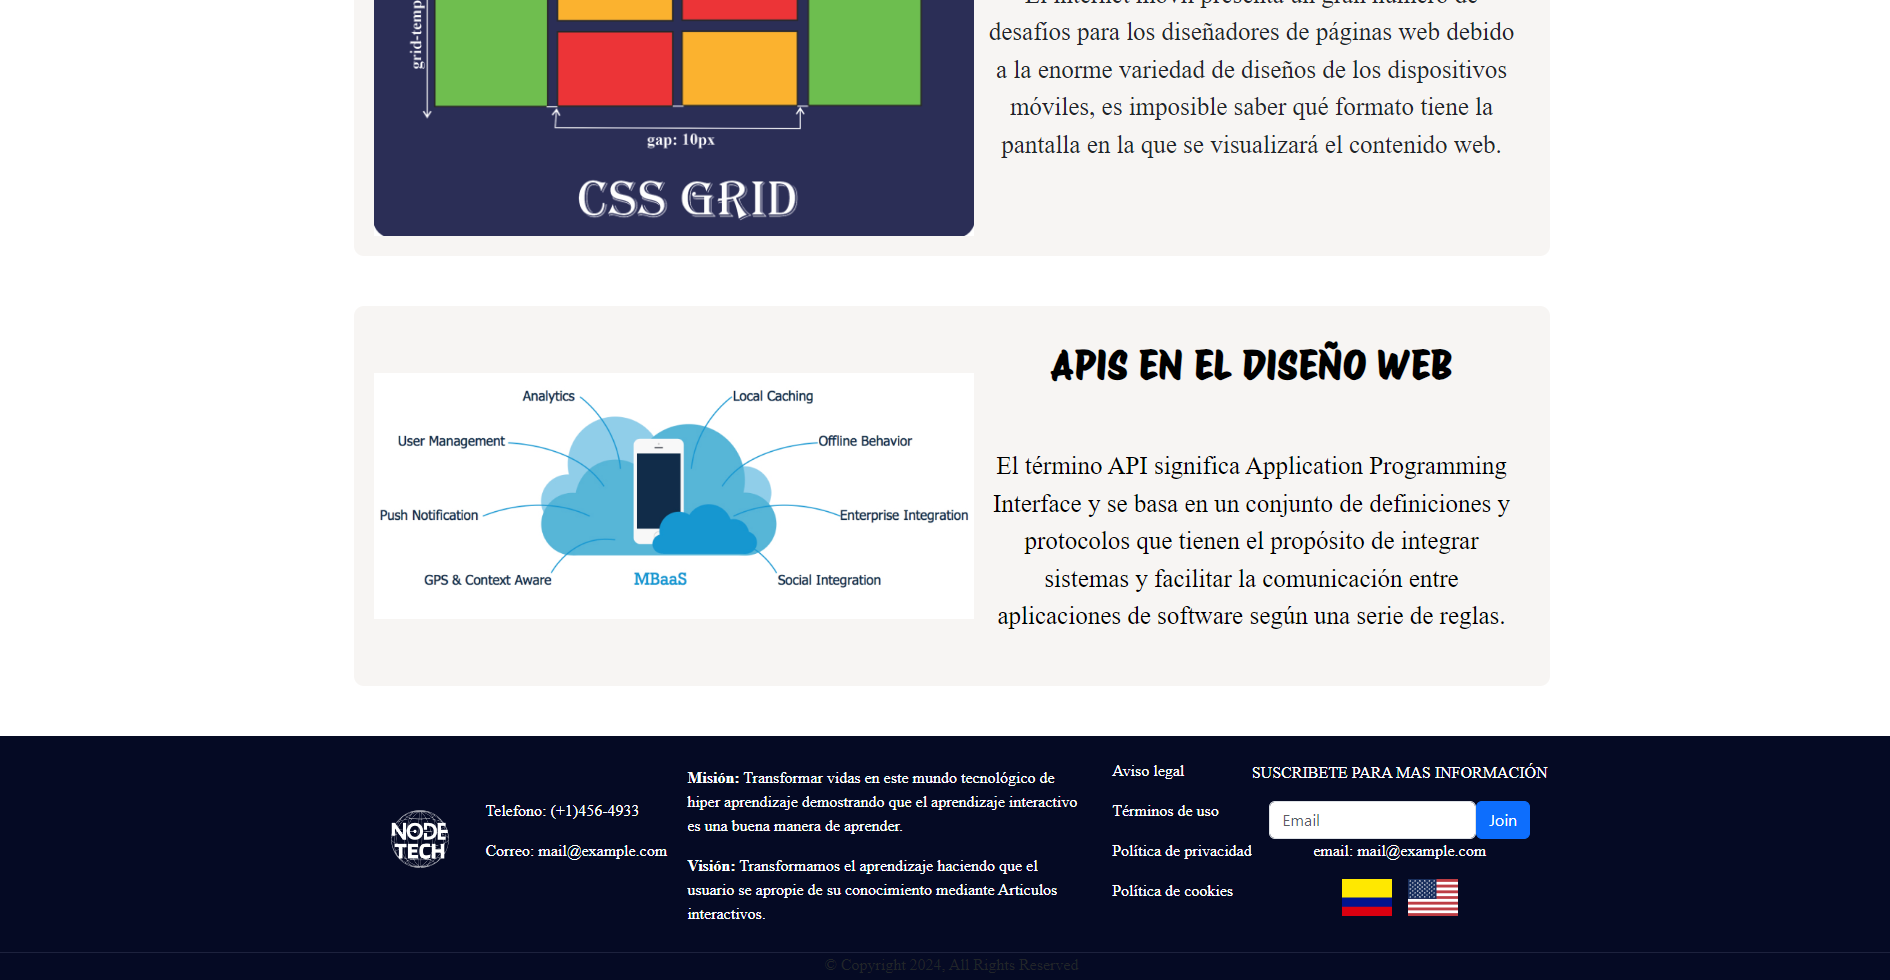 grid-temp
gap: 10px
CSS GRID
desafíos para los diseñadores de páginas web debido
a la enorme variedad de diseños de los dispositivos
móviles, es imposible saber qué formato tiene la
pantalla en la que se visualizará el contenido web.
Analytics
Local Caching
User Management
Offline Behavior
Push Notification
Enterprise Integration
GPS & Context Aware
MBaaS
Social Integration
APIS EN EL DISEÑO WEB
El término API significa Application Programming
Interface y se basa en un conjunto de definiciones y
protocolos que tienen el propósito de integrar
sistemas y facilitar la comunicación entre
aplicaciones de software según una serie de reglas.
NODE
TECH
Telefono: (+1)456-4933
Correo: mail@example.com
Misión: Transformar vidas en este mundo tecnológico de
hiper aprendizaje demostrando que el aprendizaje interactivo
es una buena manera de aprender.
Visión: Transformamos el aprendizaje haciendo que el
usuario se apropie de su conocimiento mediante Articulos
interactivos.
Aviso legal
Términos de uso
Política de privacidad
Política de cookies
SUSCRIBETE PARA MAS INFORMACIÓN
Email
Join
email: mail@example.com
© Copyright 2024, All Rights Reserved